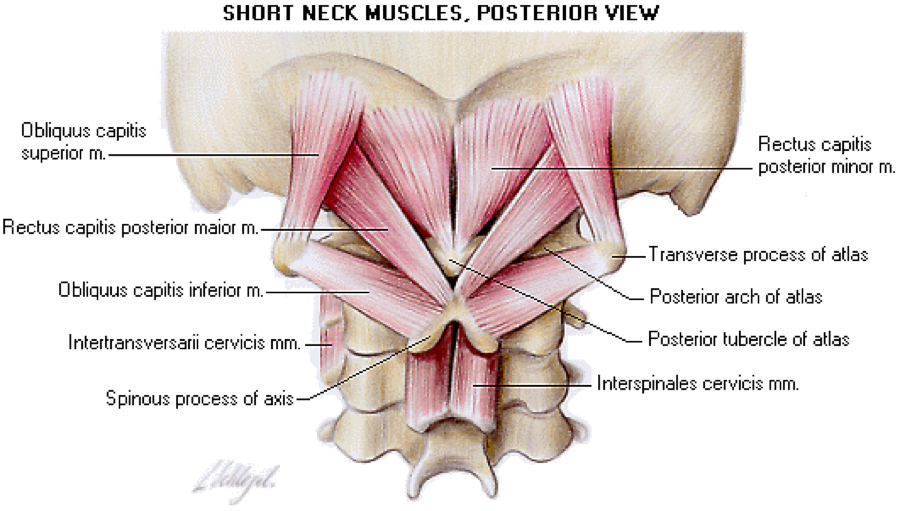 SHORT NECK MUSCLES, POSTERIOR VIEW
Obliquus capitis
superior m.
Rectus capitis
posterior minor m.
Rectus capitis posterior maior m.
Transverse process of atlas
Obliquus capitis inferior m.
Posterior arch of atlas
Intertransversarii cervicis mm.
Posterior tubercle of atlas
Spinous process of axis
Interspinales cervicis mm.